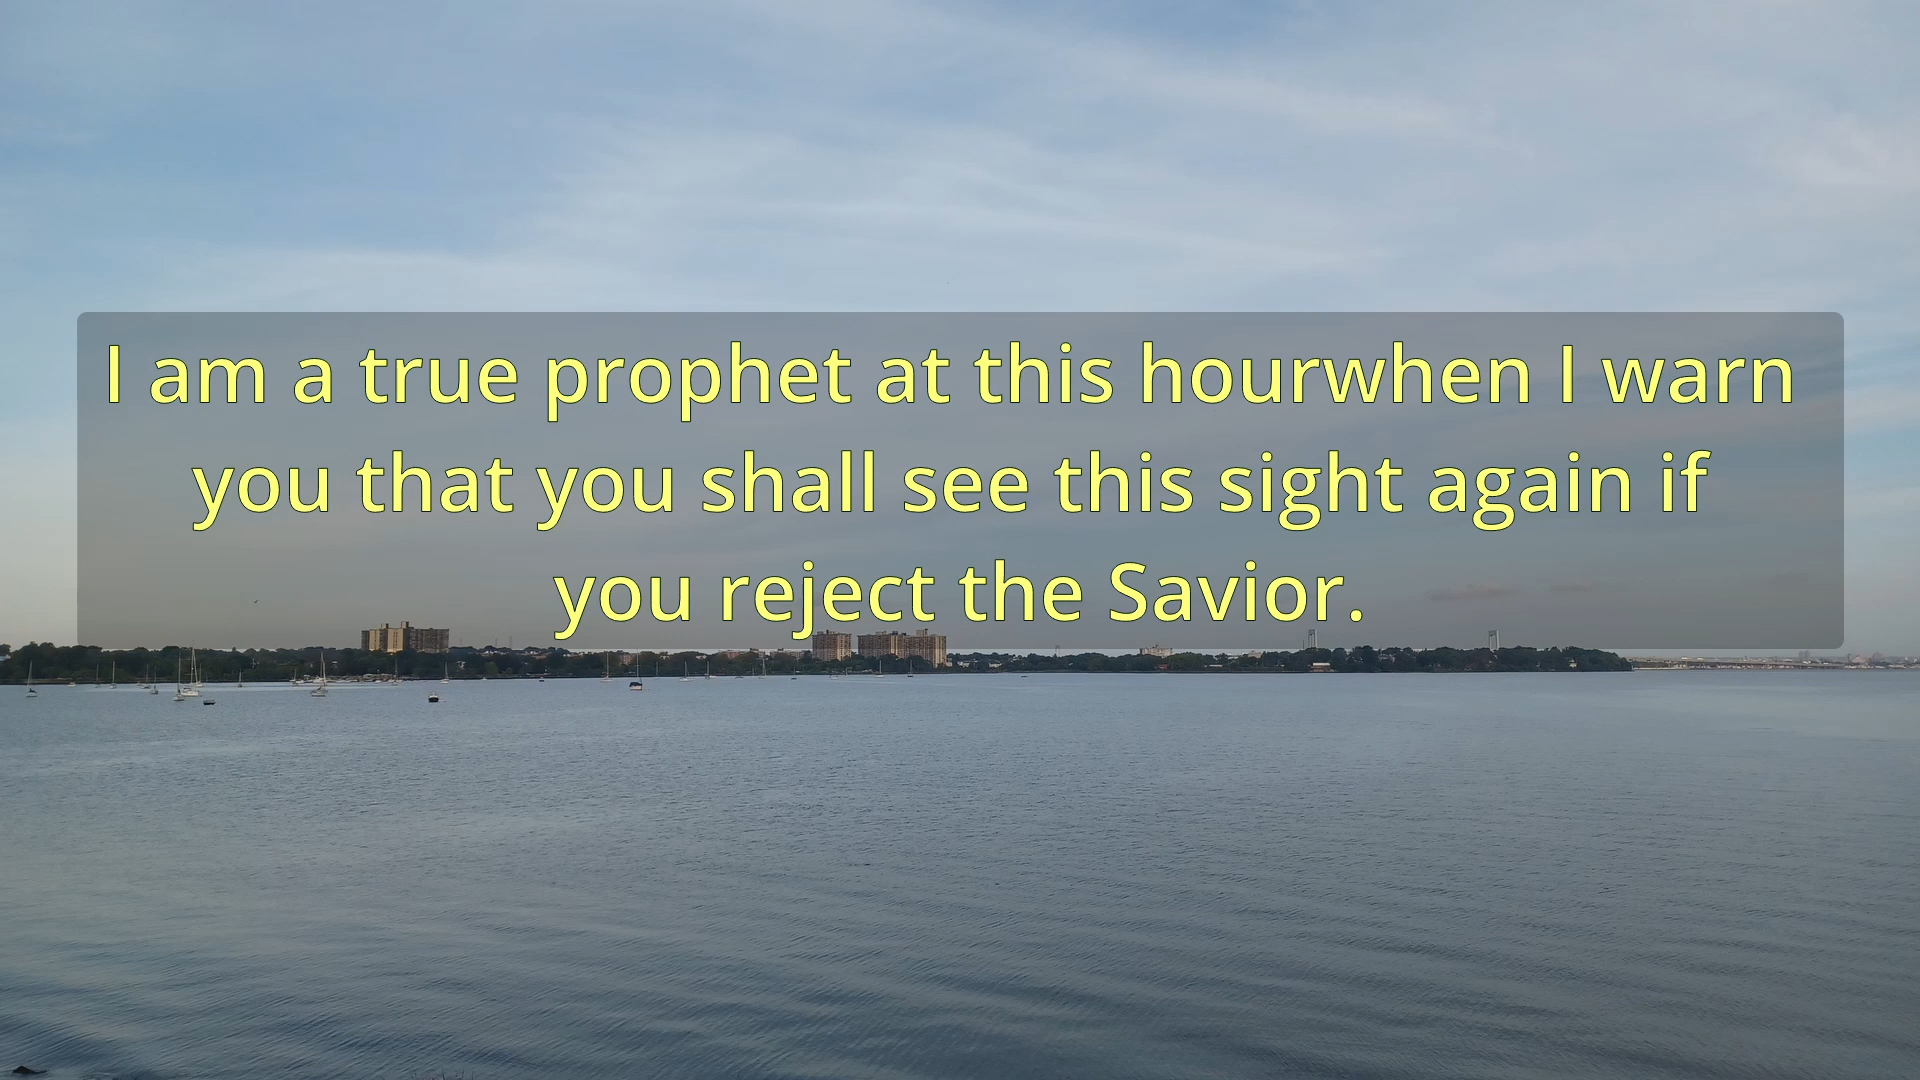 I am a true prophet at this hourwhen I warn
you that you shall see this sight again if
you reject the Savior.